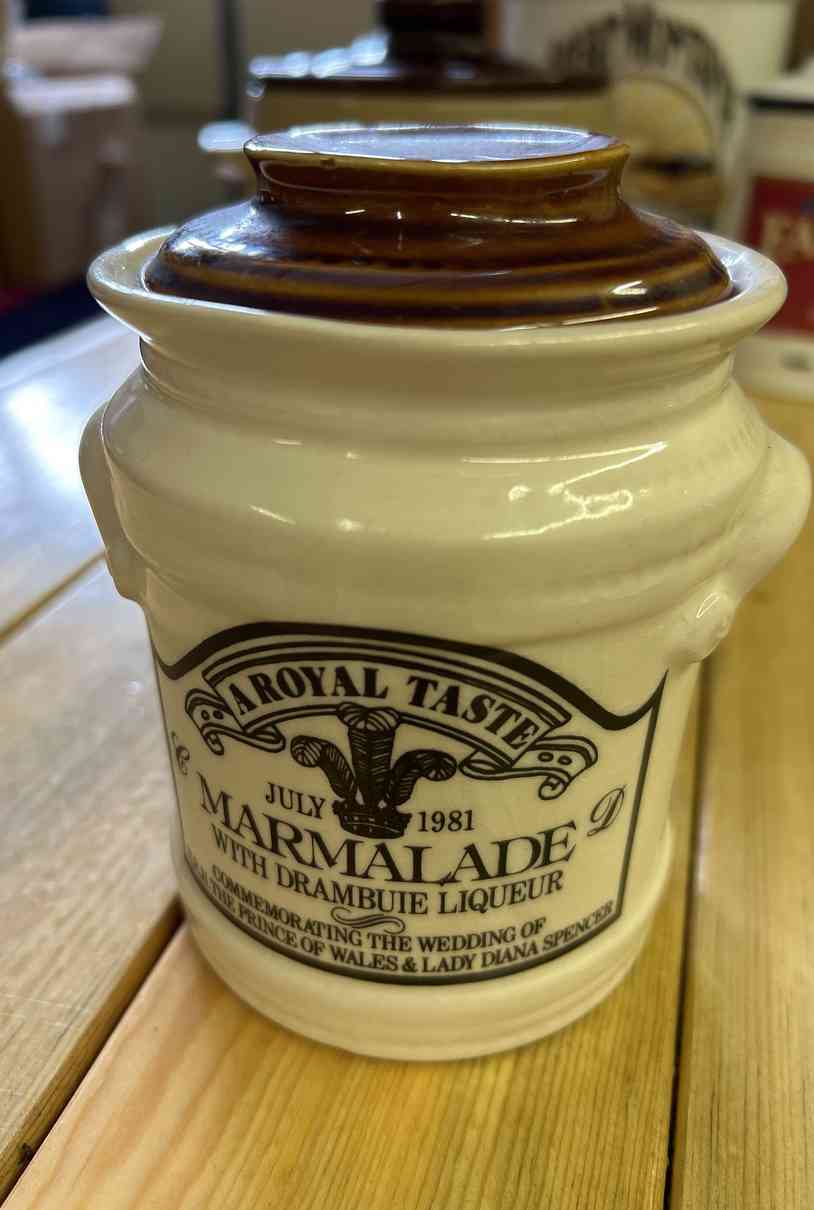 A ROYAL TASTE
JULY 1981
C D
MARMALADE
WITH DRAMBUIE LIQUEUR
COMMEMORATING THE WEDDING OF
THE PRINCE OF WALES & LADY DIANA SPENCER